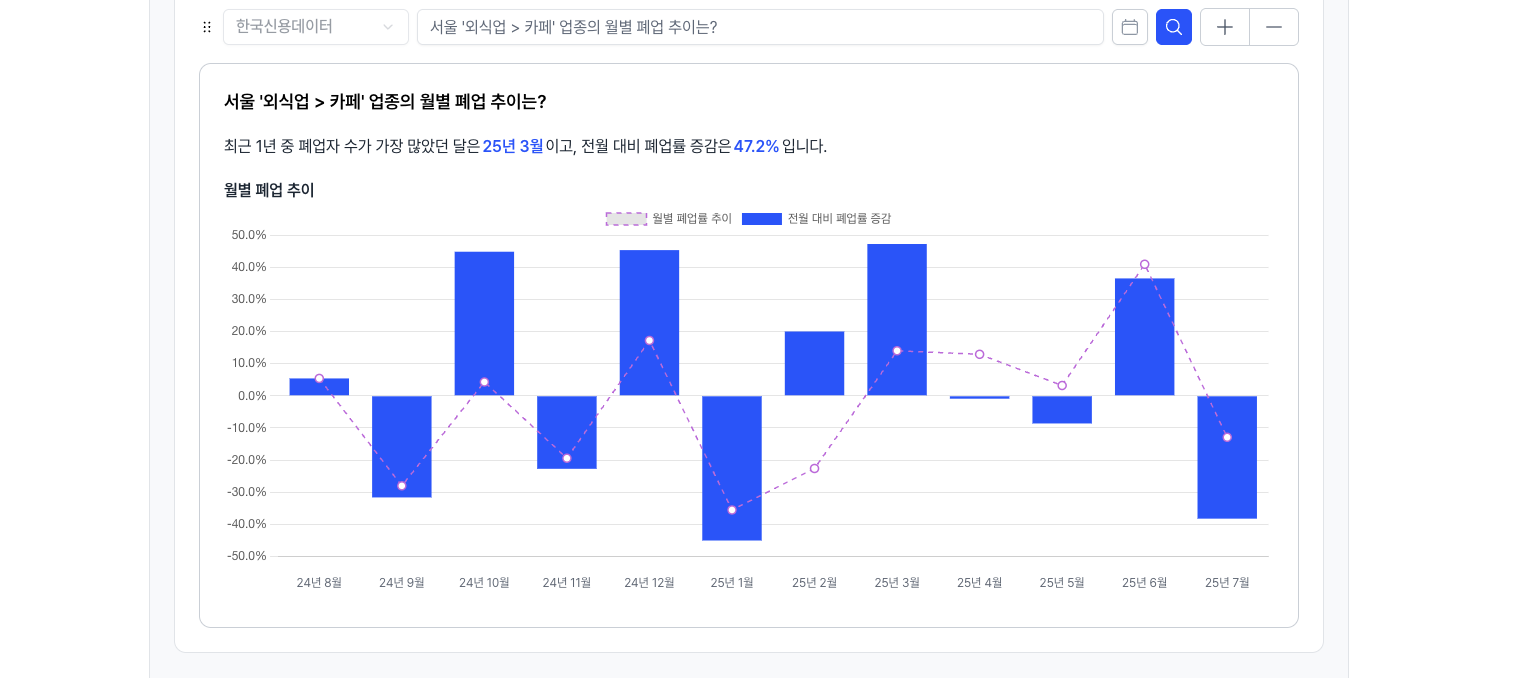 한국신용데이터
서울 '외식업 > 카페' 업종의 월별 폐업 추이는?
서울 '외식업 > 카페' 업종의 월별 폐업 추이는?
최근 1년 중 폐업자 수가 가장 많았던 달은 25년 3월이고, 전월 대비 폐업률 증감은 47.2% 입니다.
월별 폐업 추이
월별 폐업률 추이 전월 대비 폐업률 증감
50.0%
40.0%
30.0%
20.0%
10.0%
0.0%
-10.0%
-20.0%
-30.0%
-40.0%
-50.0%
24년 8월 24년 9월 24년 10월 24년 11월 24년 12월 25년 1월 25년 2월 25년 3월 25년 4월 25년 5월 25년 6월 25년 7월